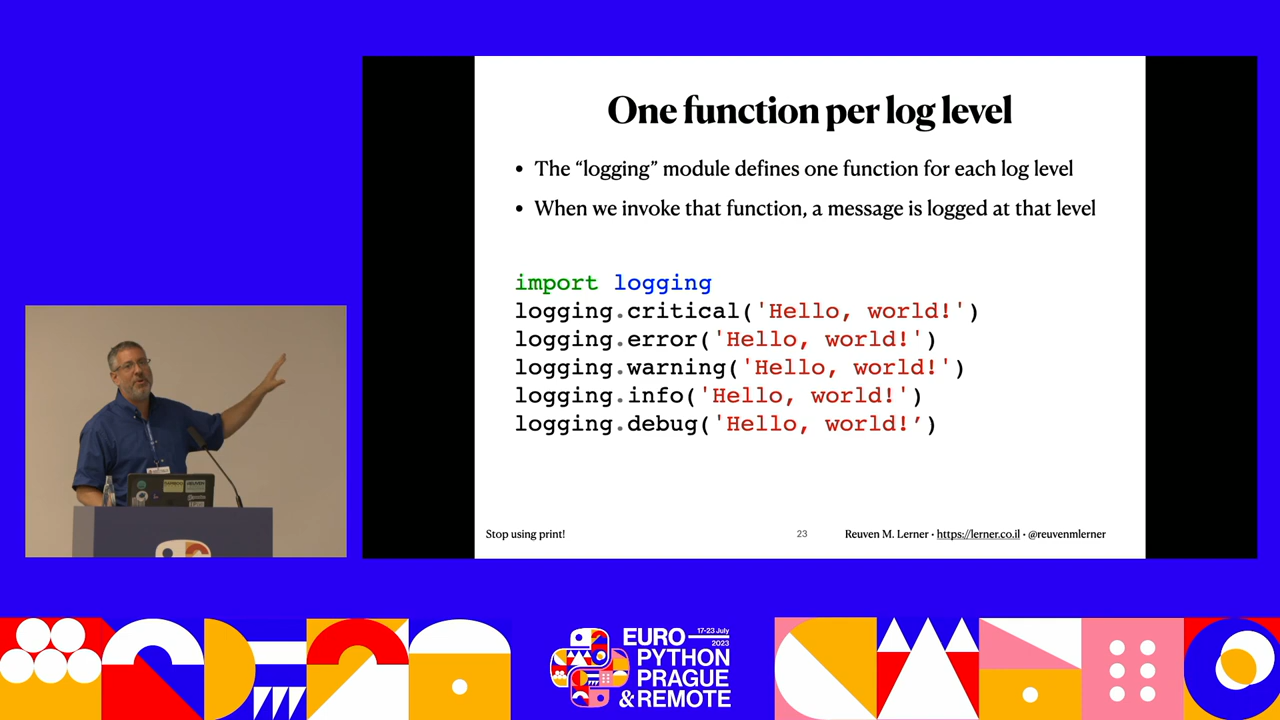 One function per log level
• The “logging” module defines one function for each log level
• When we invoke that function, a message is logged at that level
import logging
logging.critical('Hello, world!')
logging.error('Hello, world!')
logging.warning('Hello, world!')
logging.info('Hello, world!')
logging.debug('Hello, world!’)
Stop using print!
23
Reuven M. Lerner • https://lerner.co.il • @reuvenmlerner
EURO 17-23 July 2023
PYTHON
PRAGUE
& REMOTE